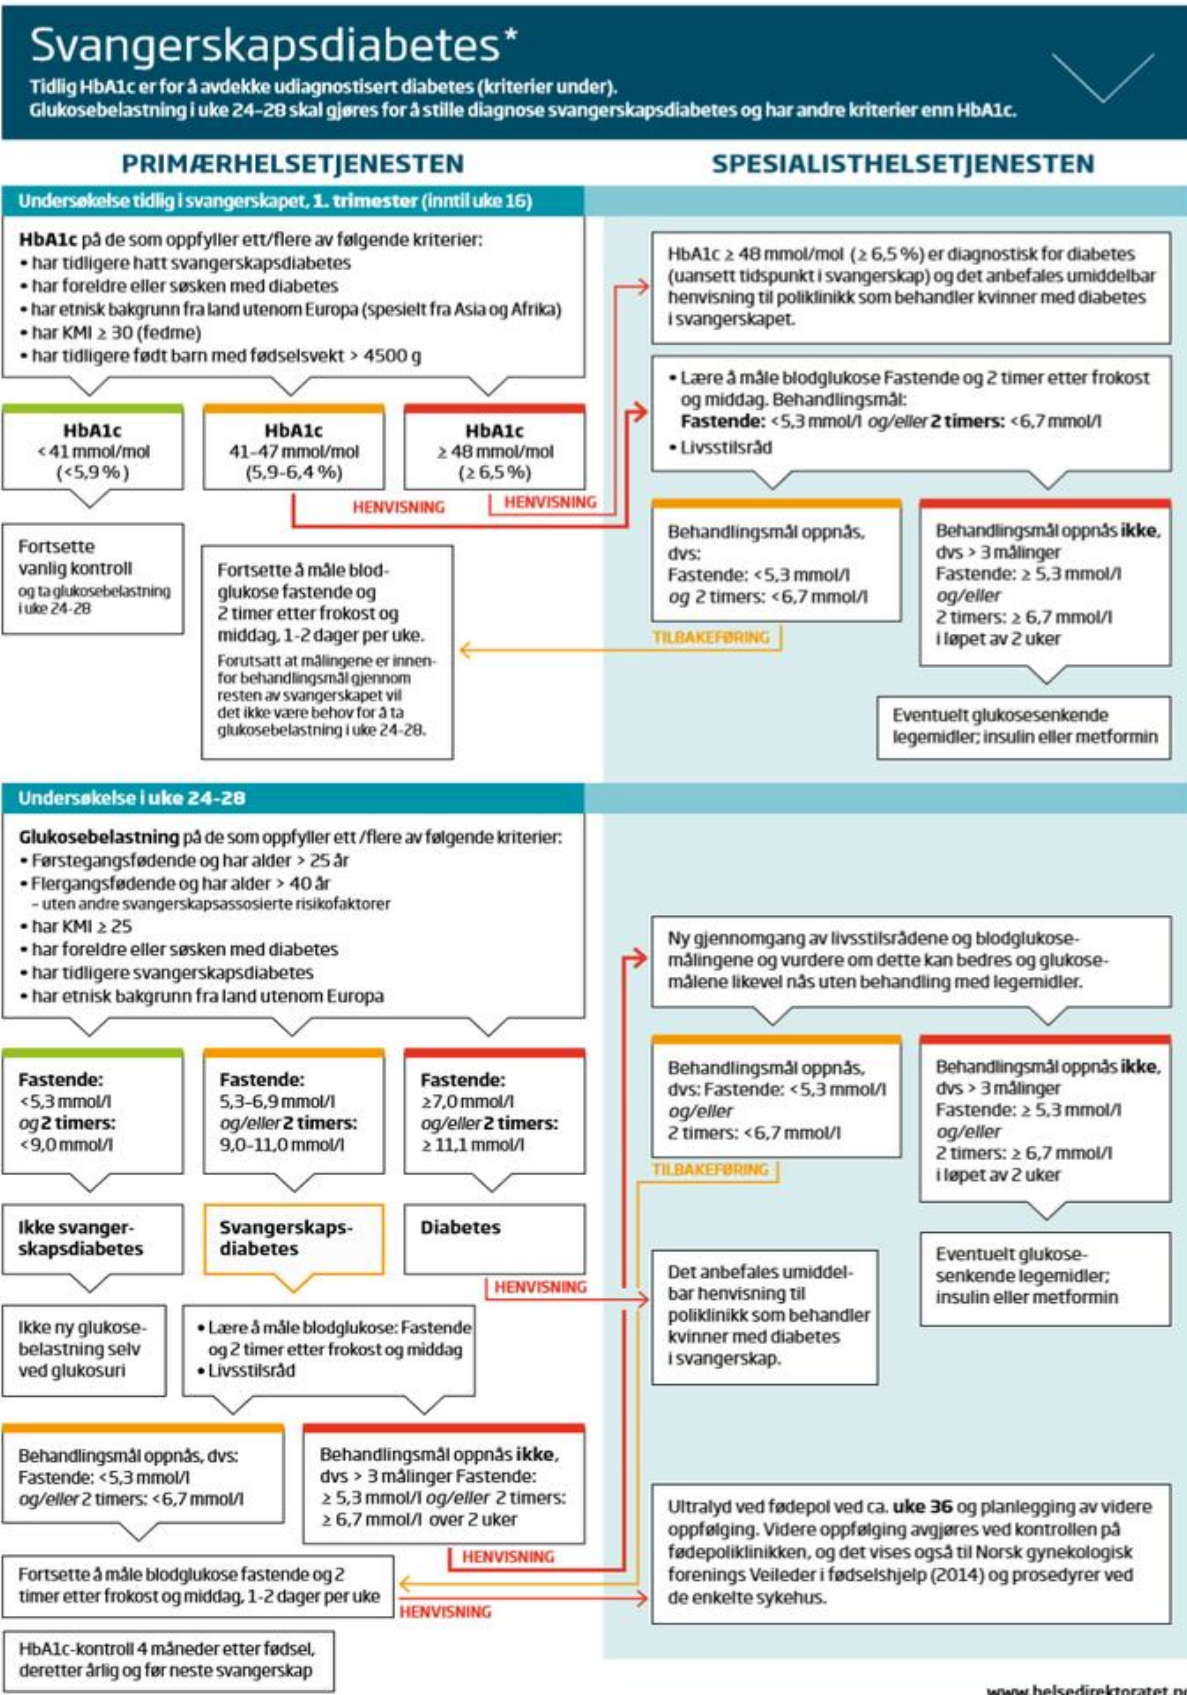 Svangerskapsdiabetes*
Tidlig HbA1c er for å avdekke udiagnostisert diabetes (kriterier under).
Glukosebelastning i uke 24–28 skal gjøres for å stille diagnose svangerskapsdiabetes og har andre kriterier enn HbA1c.
PRIMÆRHELSETJENESTEN
SPESIALISTHELSETJENESTEN
Undersøkelse tidlig i svangerskapet, 1. trimester (inntil uke 16)
HbA1c på de som oppfyller ett/flere av følgende kriterier:
• har tidligere hatt svangerskapsdiabetes
• har foreldre eller søsken med diabetes
• har etnisk bakgrunn fra land utenom Europa (spesielt fra Asia og Afrika)
• har KMI ≥ 30 (fedme)
• har tidligere født barn med fødselsvekt > 4500 g
HbA1c
< 41 mmol/mol
(<5,9 %)
HbA1c
41–47 mmol/mol
(5,9–6,4 %)
HbA1c
≥ 48 mmol/mol
(≥ 6,5 %)
HENVISNING
HENVISNING
Fortsette
vanlig kontroll
og ta glukosebelastning
i uke 24-28
Fortsette å måle blod-
glukose fastende og
2 timer etter frokost og
middag, 1-2 dager per uke.
Forutsatt at målingene er innen-
for behandlingsmål gjennom
resten av svangerskapet vil
det ikke være behov for å ta
glukosebelastning i uke 24-28.
HbA1c ≥ 48 mmol/mol (≥ 6,5 %) er diagnostisk for diabetes
(uansett tidspunkt i svangerskap) og det anbefales umiddelbar
henvisning til poliklinikk som behandler kvinner med diabetes
i svangerskapet.
• Lære å måle blodglukose Fastende og 2 timer etter frokost
og middag. Behandlingsmål:
Fastende: <5,3 mmol/l og/eller 2 timers: <6,7 mmol/l
• Livsstilsråd
Behandlingsmål oppnås,
dvs:
Fastende: <5,3 mmol/l
og 2 timers: <6,7 mmol/l
TILBAKEFØRING
Behandlingsmål oppnås ikke,
dvs > 3 målinger
Fastende: ≥ 5,3 mmol/l
og/eller
2 timers: ≥ 6,7 mmol/l
i løpet av 2 uker
Eventuelt glukosesenkende
legemidler; insulin eller metformin
Undersøkelse i uke 24-28
Glukosebelastning på de som oppfyller ett /flere av følgende kriterier:
• Førstegangsfødende og har alder > 25 år
• Flergangsfødende og har alder > 40 år
– uten andre svangerskapsassosierte risikofaktorer
• har KMI ≥ 25
• har foreldre eller søsken med diabetes
• har tidligere svangerskapsdiabetes
• har etnisk bakgrunn fra land utenom Europa
Fastende:
<5,3 mmol/l
og 2 timers:
<9,0 mmol/l
Fastende:
5,3–6,9 mmol/l
og/eller 2 timers:
9,0–11,0 mmol/l
Fastende:
≥7,0 mmol/l
og/eller 2 timers:
≥ 11,1 mmol/l
Ikke svanger-
skapsdiabetes
Svangerskaps-
diabetes
Diabetes
HENVISNING
Ikke ny glukose-
belastning selv
ved glukosuri
• Lære å måle blodglukose: Fastende
og 2 timer etter frokost og middag
• Livsstilsråd
Behandlingsmål oppnås, dvs:
Fastende: <5,3 mmol/l
og/eller 2 timers: <6,7 mmol/l
Behandlingsmål oppnås ikke,
dvs > 3 målinger Fastende:
≥ 5,3 mmol/l og/eller 2 timers:
≥ 6,7 mmol/l over 2 uker
HENVISNING
Fortsette å måle blodglukose fastende og 2
timer etter frokost og middag, 1-2 dager per uke
HENVISNING
HbA1c-kontroll 4 måneder etter fødsel,
deretter årlig og før neste svangerskap
Ny gjennomgang av livsstilsrådene og blodglukose-
målingene og vurdere om dette kan bedres og glukose-
målene likevel nås uten behandling med legemidler.
Behandlingsmål oppnås,
dvs: Fastende: <5,3 mmol/l
og/eller
2 timers: <6,7 mmol/l
TILBAKEFØRING
Behandlingsmål oppnås ikke,
dvs > 3 målinger
Fastende: ≥ 5,3 mmol/l
og/eller
2 timers: ≥ 6,7 mmol/l
i løpet av 2 uker
Det anbefales umiddel-
bar henvisning til
poliklinikk som behandler
kvinner med diabetes
i svangerskap.
Eventuelt glukose-
senkende legemidler;
insulin eller metformin
Ultralyd ved fødepol ved ca. uke 36 og planlegging av videre
oppfølging. Videre oppfølging avgjøres ved kontrollen på
fødepoliklinikken, og det vises også til Norsk gynekologisk
forenings Veileder i fødselshjelp (2014) og prosedyrer ved
de enkelte sykehus.
www.helsedirektoratet.no